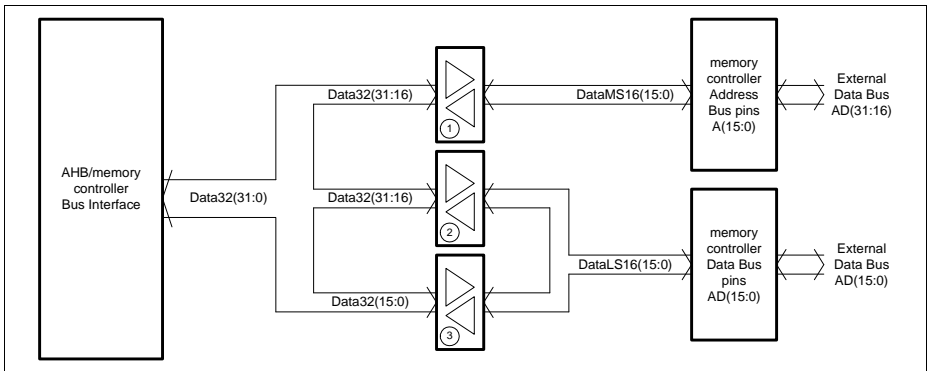 AHB/memory
controller
Bus Interface
Data32(31:0)
Data32(31:16)
1
DataMS16(15:0)
memory
controller
Address
Bus pins
A(15:0)
External
Data Bus
AD(31:16)
Data32(31:16)
2
Data32(15:0)
3
DataLS16(15:0)
memory
controller
Data Bus
pins
AD(15:0)
External
Data Bus
AD(15:0)